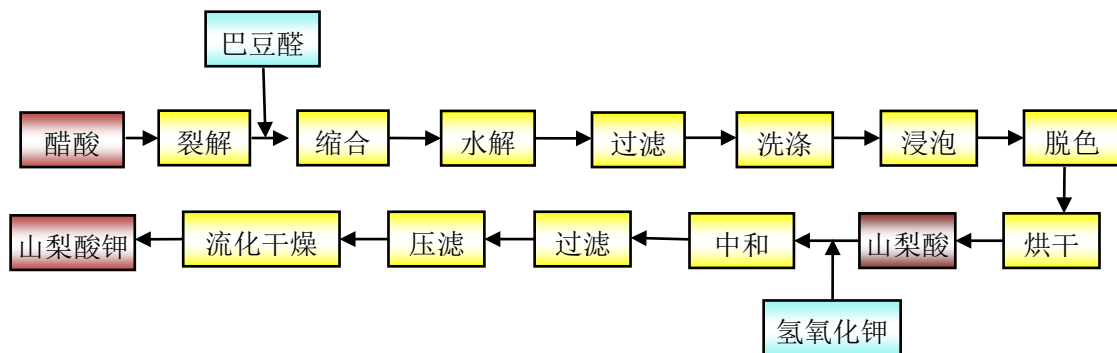 巴豆醛
醋酸 裂解 缩合 水解 过滤 洗涤 浸泡 脱色
山梨酸钾 流化干燥 压滤 过滤 中和 山梨酸 烘干
氢氧化钾